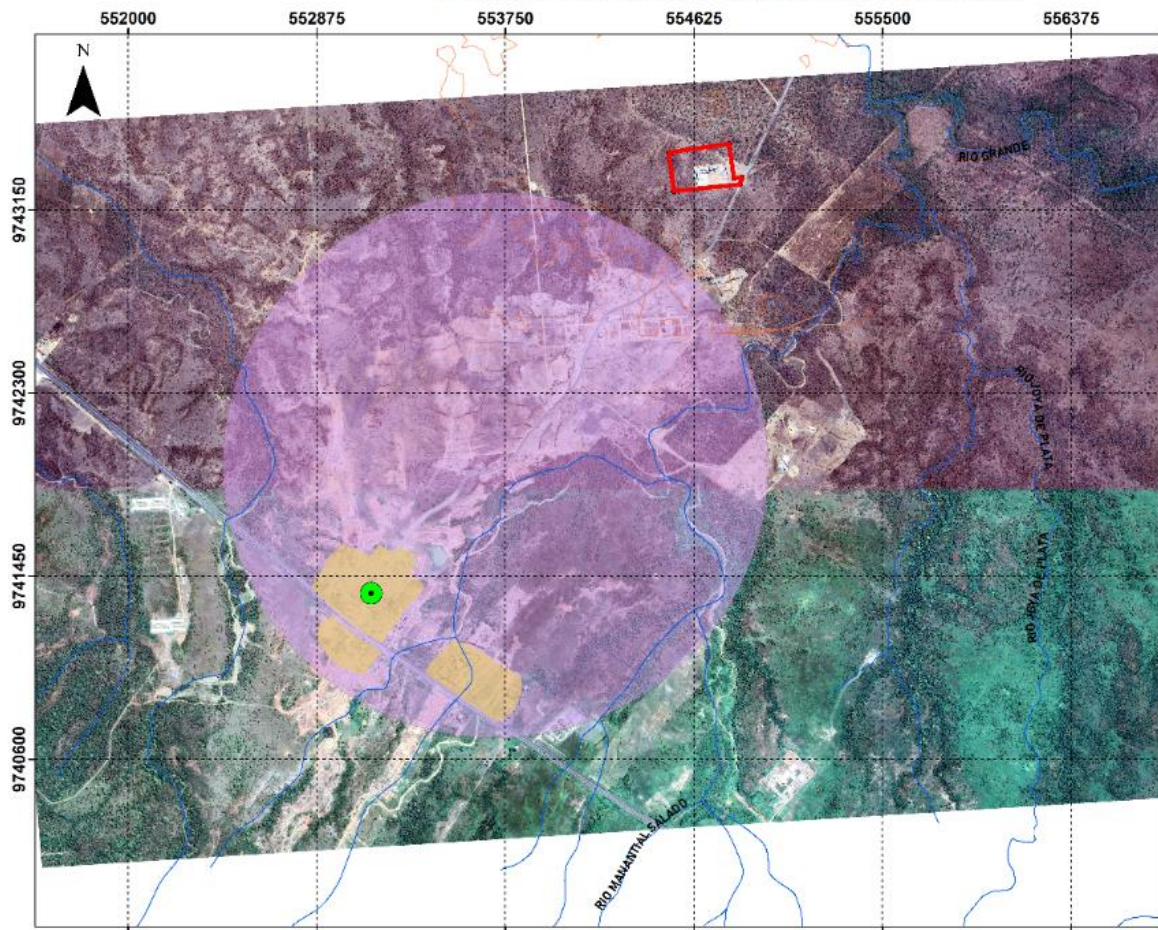 552000 552875 553750 554625 555500 556375
N
RIO GRANDE
9743150
9742300
RIO JOYA DE PLATA
9741450
RIO JOYA DE PLATA
9740600
RIO MANANTIAL SALADO